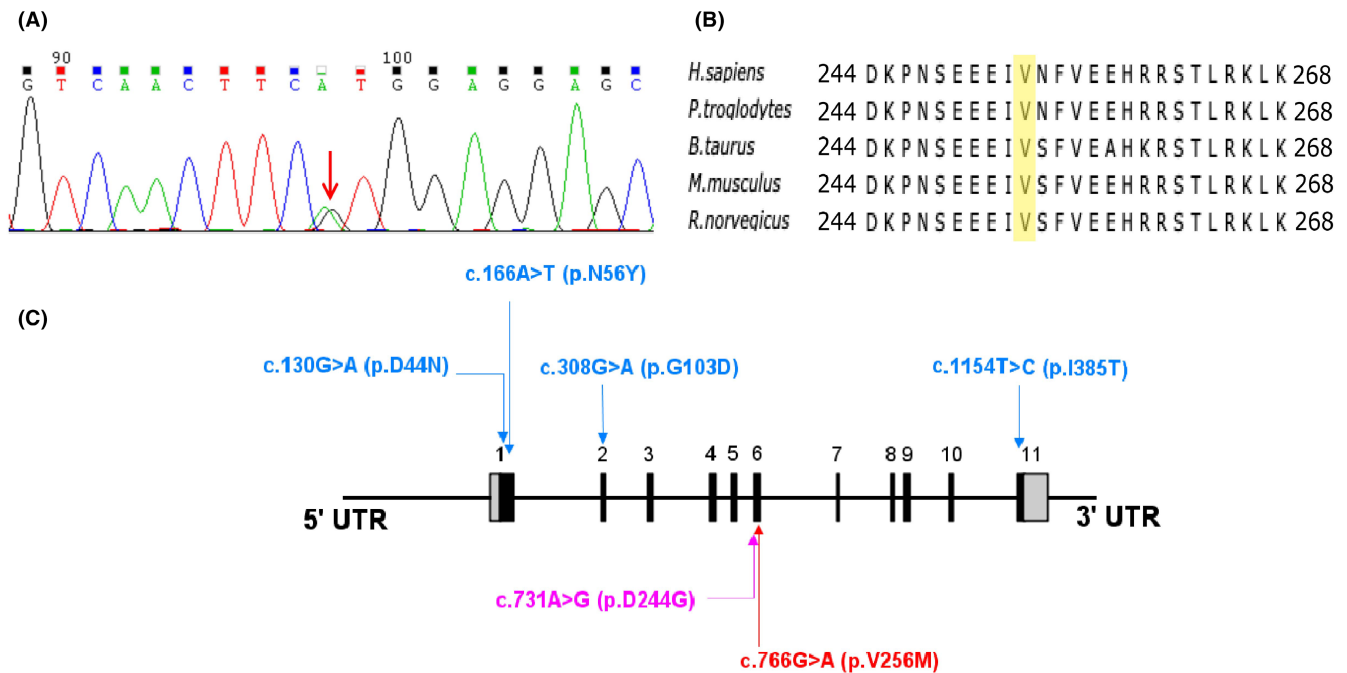 (A)
90 100
G T C A A C T T C A T G G A G G A G C
(B)
H.sapiens 244 D K P N S E E E I V N F V E E H R R S T L R K L K 268
P.troglodytes 244 D K P N S E E E I V N F V E E H R R S T L R K L K 268
B.taurus 244 D K P N S E E E I V S F V E A H K R S T L R K L K 268
M.musculus 244 D K P N S E E E I V S F V E E H R R S T L R K L K 268
R.norvegicus 244 D K P N S E E E I V S F V E E H R R S T L R K L K 268
(C)
c.166A>T (p.N56Y)
c.130G>A (p.D44N) c.308G>A (p.G103D) c.1154T>C (p.I385T)
1 2 3 4 5 6 7 8 9 10 11
5' UTR 3' UTR
c.731A>G (p.D244G)
c.766G>A (p.V256M)